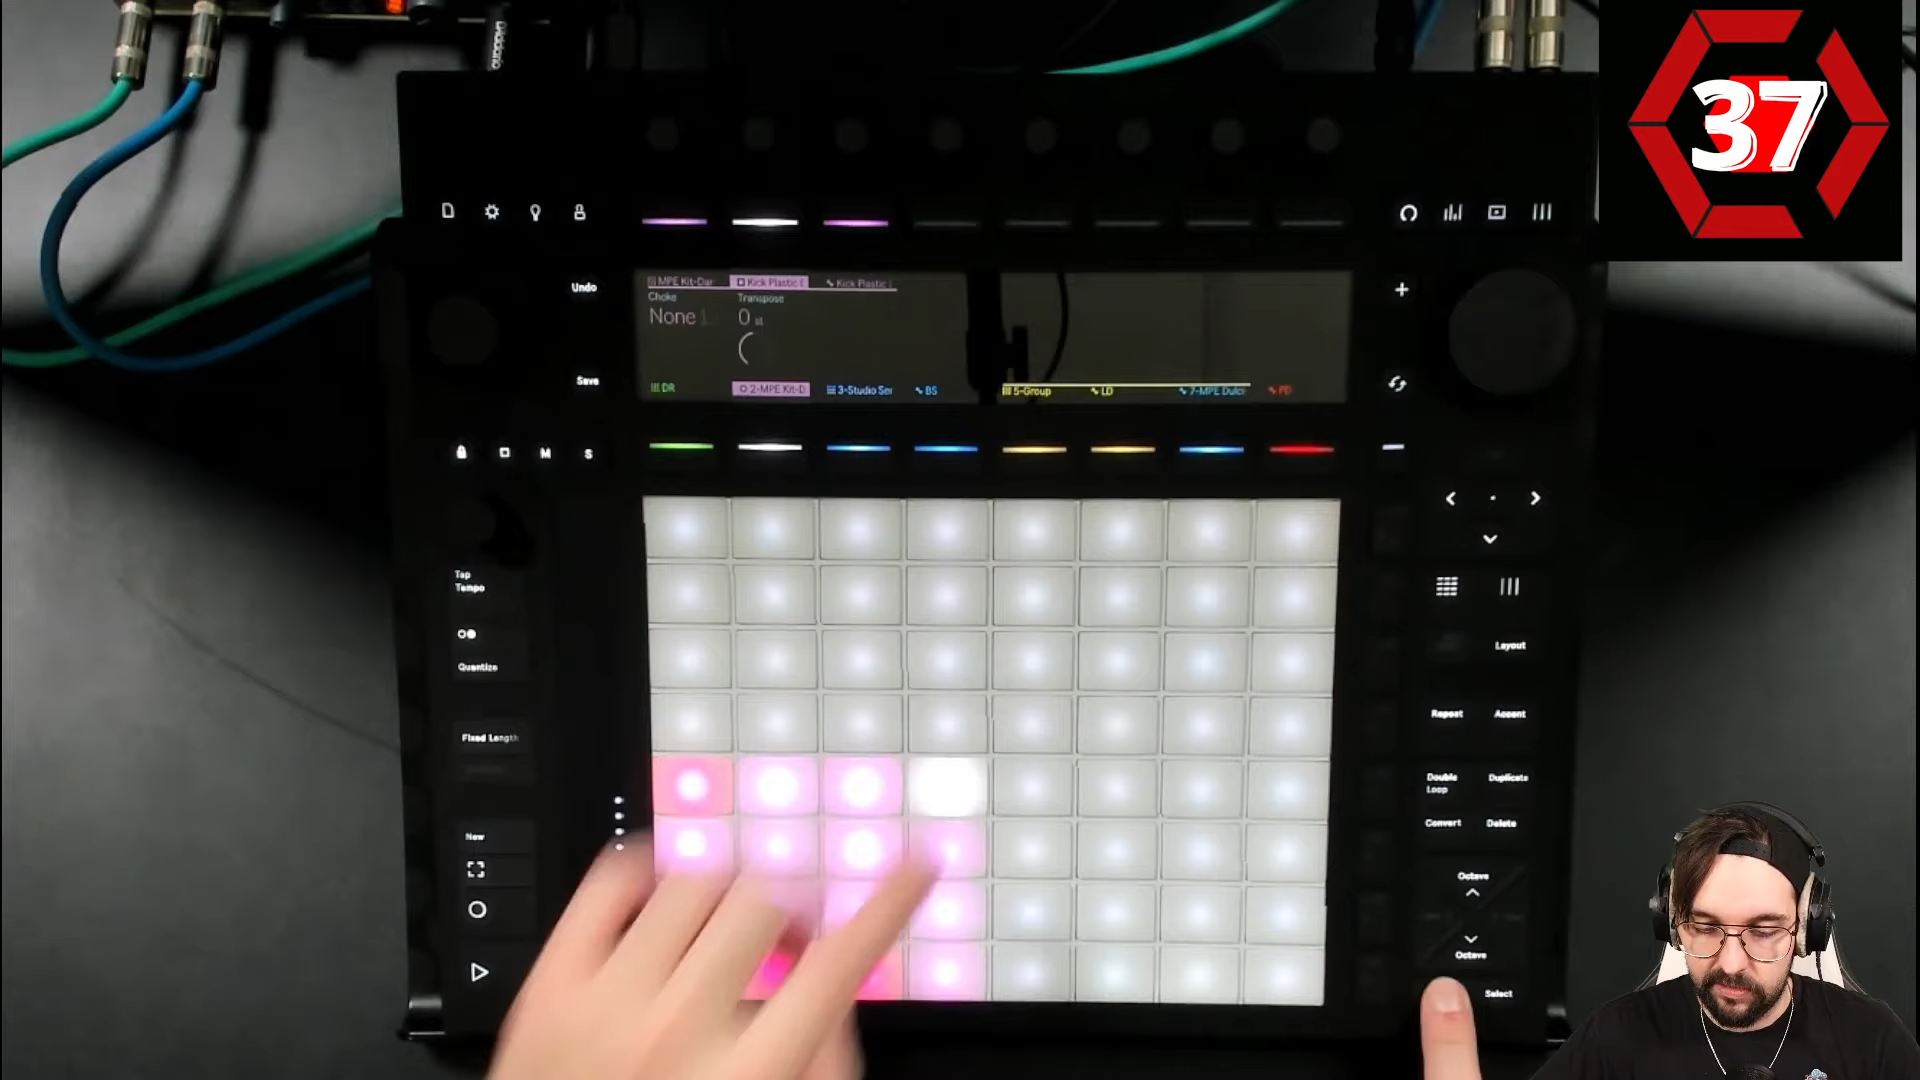 37
Undo
MPE Kit-Dar
Kick Plastic
Kick Plastic
Choke
Transpose
None
0 st
Save
DR
2-MPE Kit-D
3-Studio Ser
BS
5-Group
LD
7-MPE Dulci
M
S
Tap
Tempo
Quantize
Layout
Repeat
Accent
Fixed Length
Double
Loop
Duplicate
Convert
Delete
New
Octave
Octave
Select